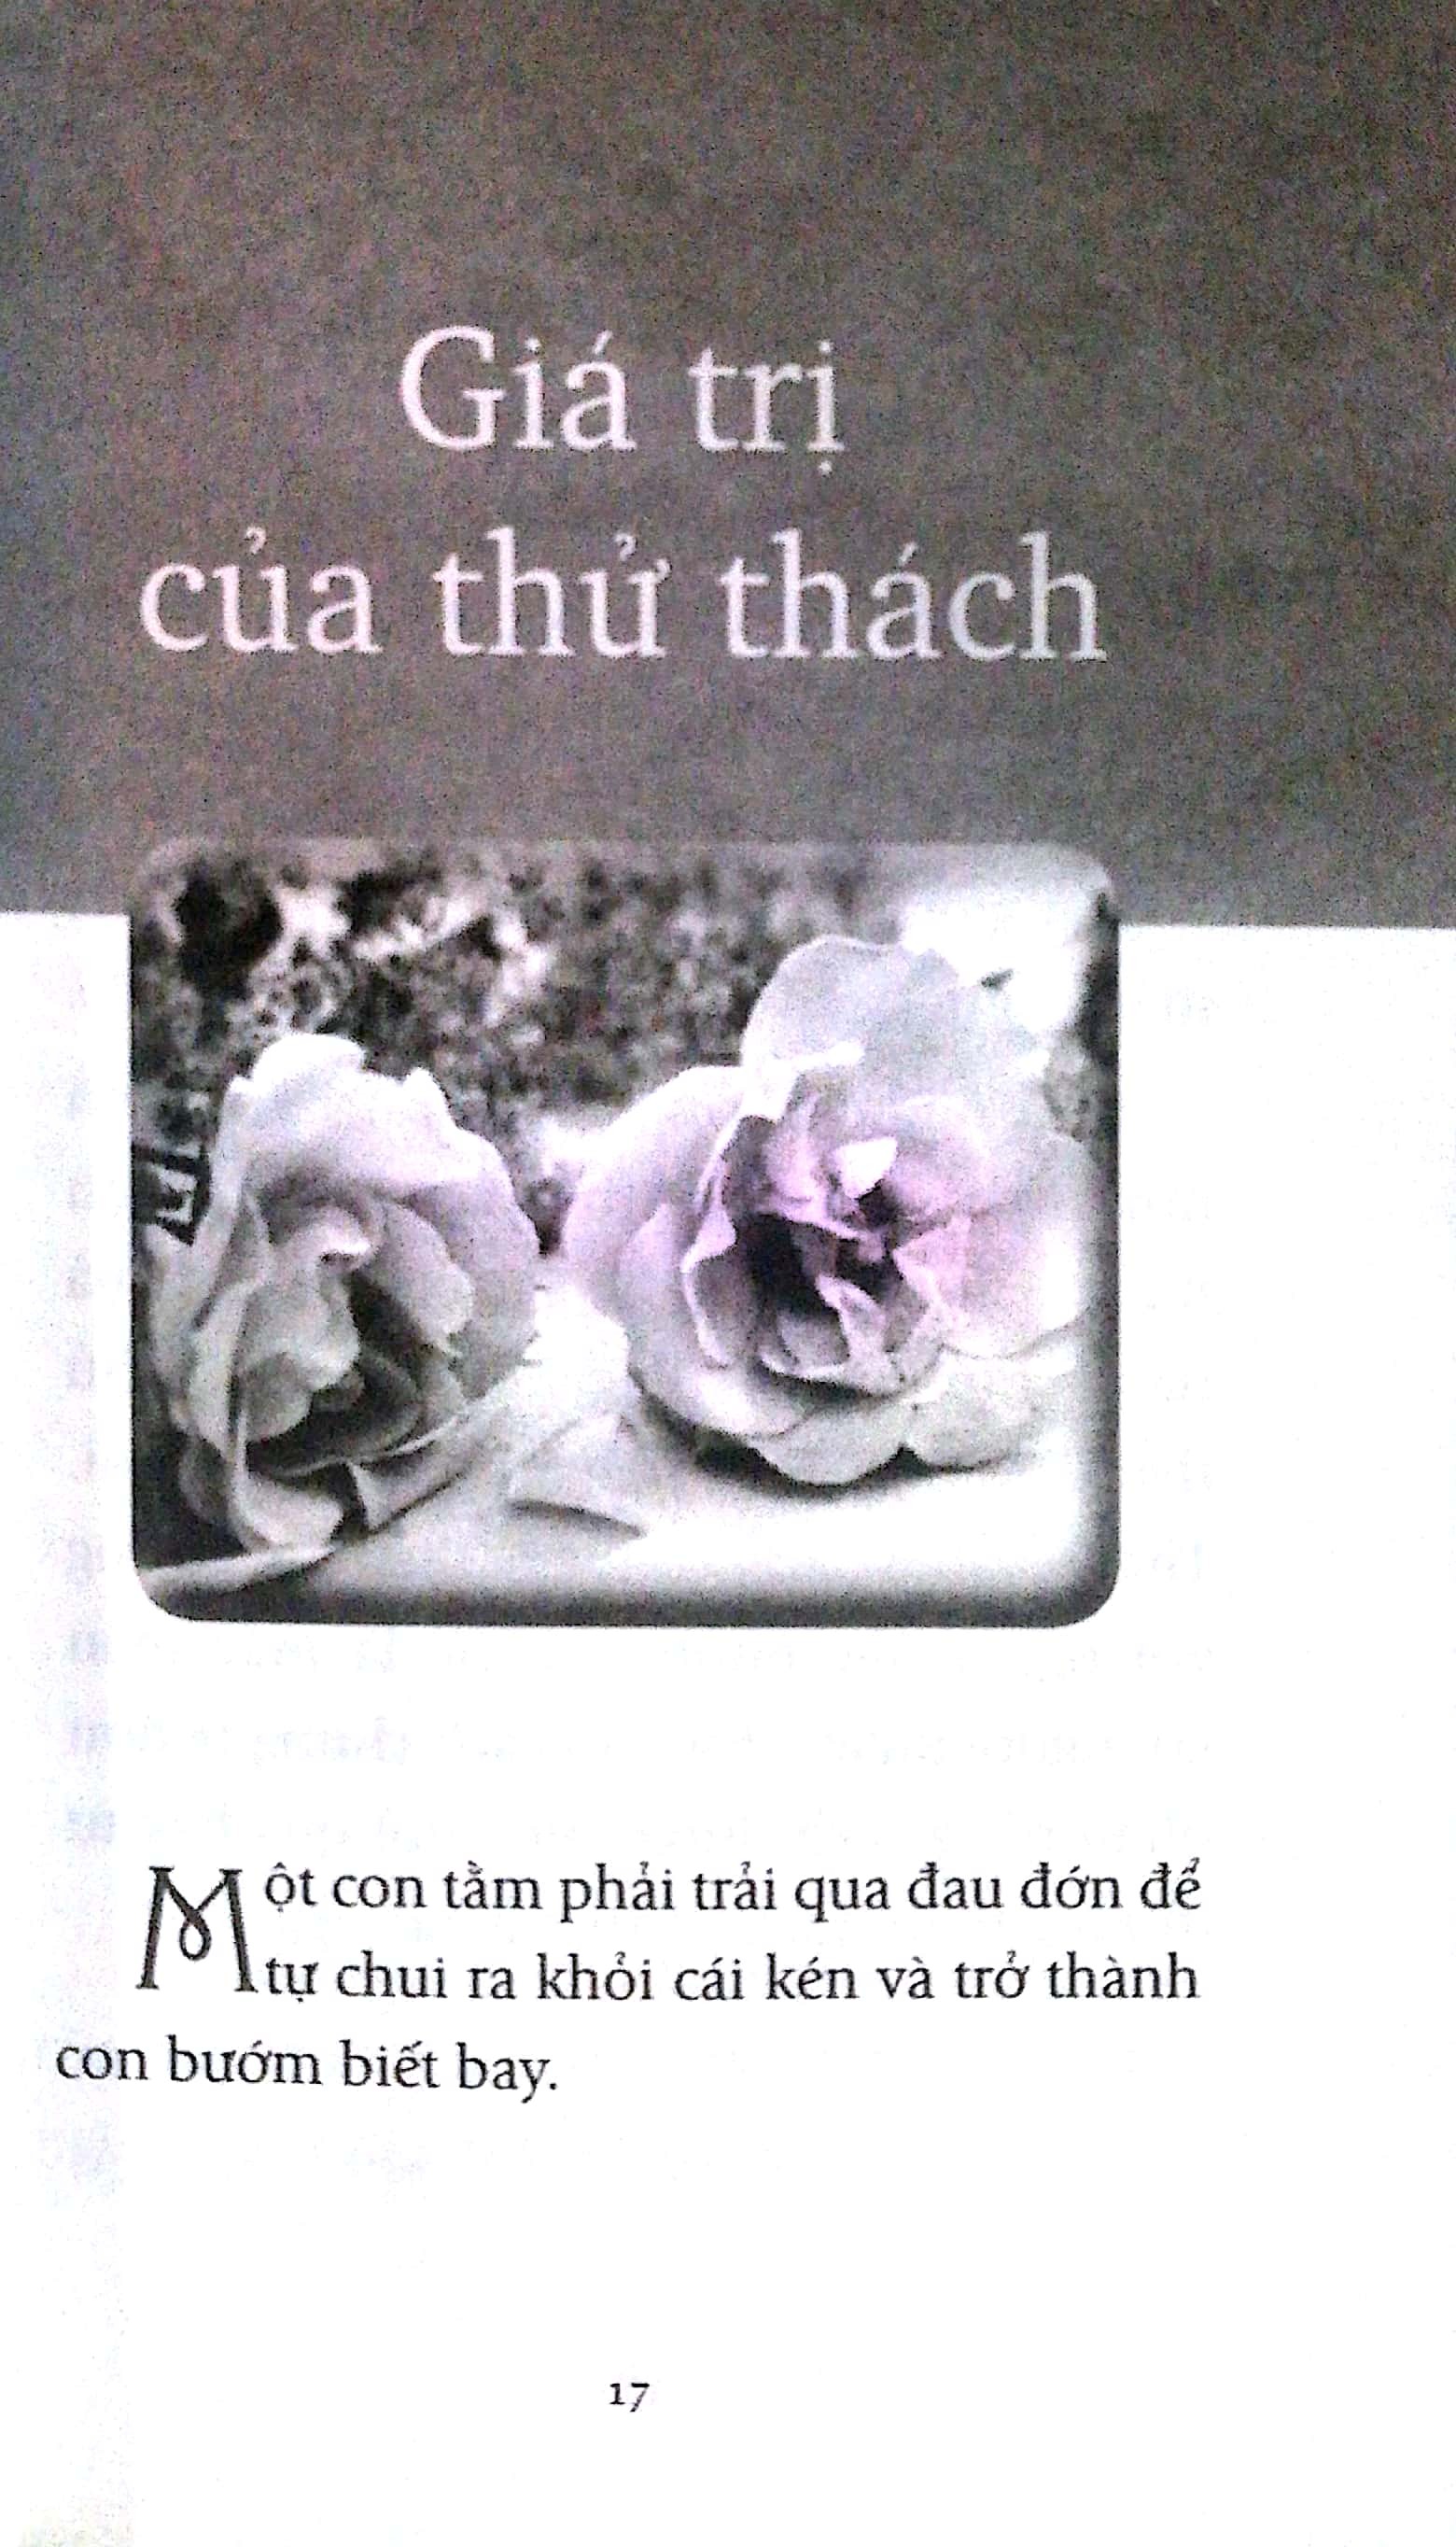 Giá trị
của thử thách
Một con tằm phải trải qua đau đớn để
tự chui ra khỏi cái kén và trở thành
con bướm biết bay.
17